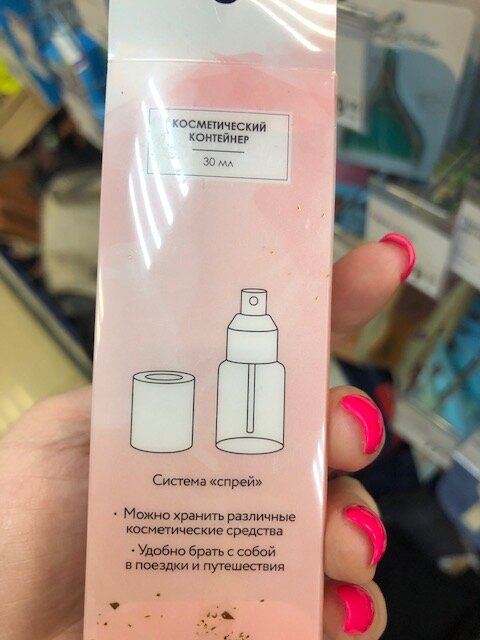 КОСМЕТИЧЕСКИЙ
КОНТЕЙНЕР
30 мл
Система «спрей»
• Можно хранить различные
косметические средства
• Удобно брать с собой
в поездки и путешествия